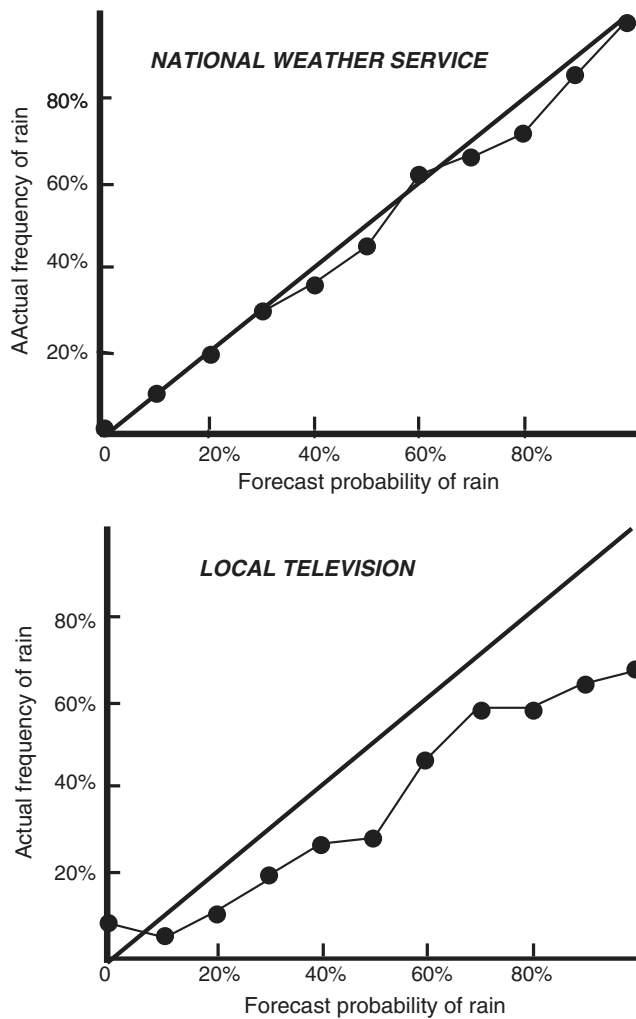 NATIONAL WEATHER SERVICE
80%
60%
40%
20%
AActual frequency of rain
0 20% 40% 60% 80%
Forecast probability of rain
LOCAL TELEVISION
80%
60%
40%
20%
Actual frequency of rain
0 20% 40% 60% 80%
Forecast probability of rain